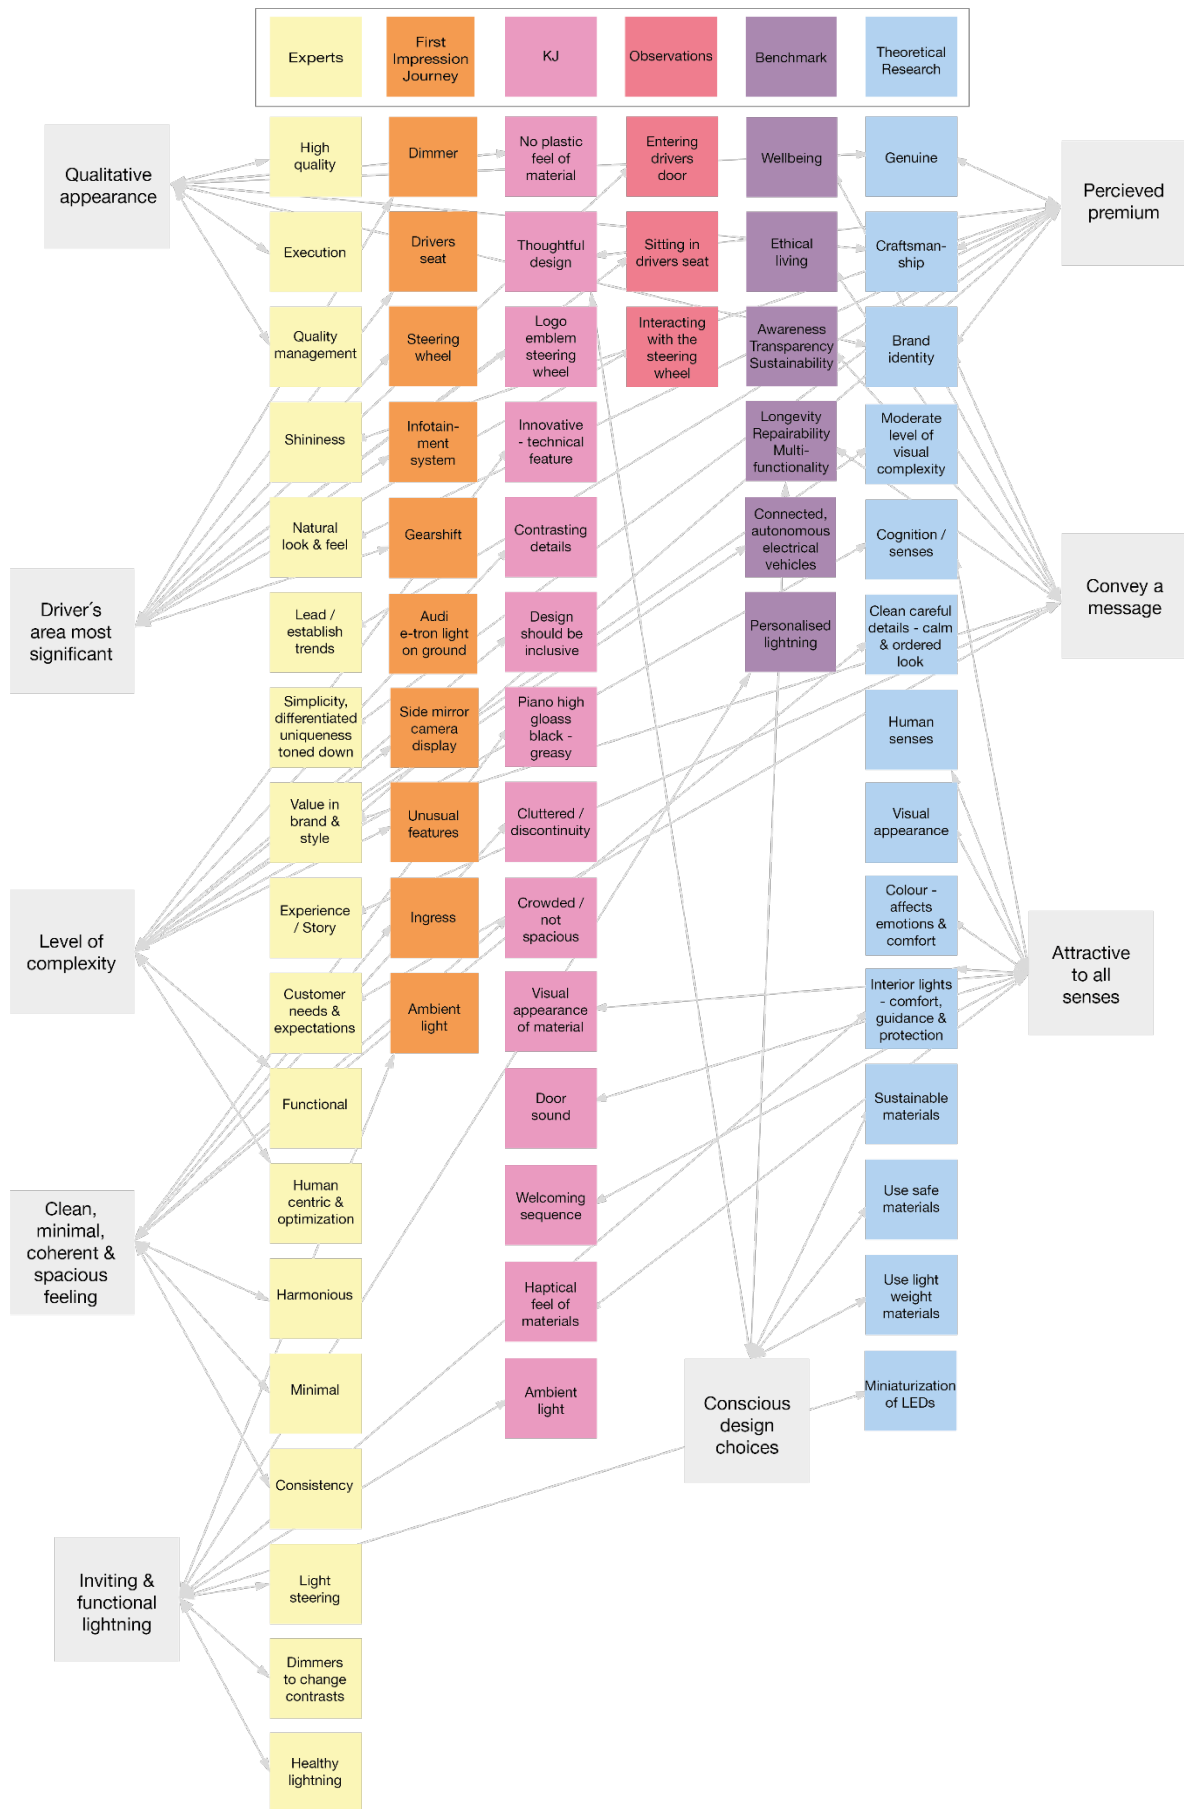 Experts
First
Impression
Journey
KJ
Observations
Benchmark
Theoretical
Research
Qualitative
appearance
High
quality
Dimmer
No plastic
feel of
material
Entering
drivers
door
Wellbeing
Genuine
Percieved
premium
Execution
Drivers
seat
Thoughtful
design
Sitting in
drivers seat
Ethical
living
Craftsman-
ship
Quality
management
Steering
wheel
Logo
emblem
steering
wheel
Interacting
with the
steering
wheel
Awareness
Transparency
Sustainability
Brand
identity
Shininess
Infotain-
ment
system
Innovative
- technical
feature
Longevity
Repairability
Multi-
functionality
Moderate
level of
visual
complexity
Natural
look & feel
Gearshift
Contrasting
details
Connected,
autonomous
electrical
vehicles
Cognition /
senses
Driver´s
area most
significant
Convey a
message
Lead /
establish
trends
Audi
e-tron light
on ground
Design
should be
inclusive
Personalised
lightning
Clean careful
details - calm
& ordered
look
Simplicity,
differentiated
uniqueness
toned down
Side mirror
camera
display
Piano high
gloass
black -
greasy
Human
senses
Value in
brand &
style
Unusual
features
Cluttered /
discontinuity
Visual
appearance
Level of
complexity
Experience
/ Story
Ingress
Crowded /
not
spacious
Colour -
affects
emotions &
comfort
Attractive
to all
senses
Customer
needs &
expectations
Ambient
light
Visual
appearance
of material
Interior lights
- comfort,
guidance &
protection
Functional
Door
sound
Sustainable
materials
Clean,
minimal,
coherent &
spacious
feeling
Human
centric &
optimization
Welcoming
sequence
Use safe
materials
Harmonious
Haptical
feel of
materials
Use light
weight
materials
Minimal
Ambient
light
Conscious
design
choices
Miniaturization
of LEDs
Consistency
Inviting &
functional
lightning
Light
steering
Dimmers
to change
contrasts
Healthy
lightning